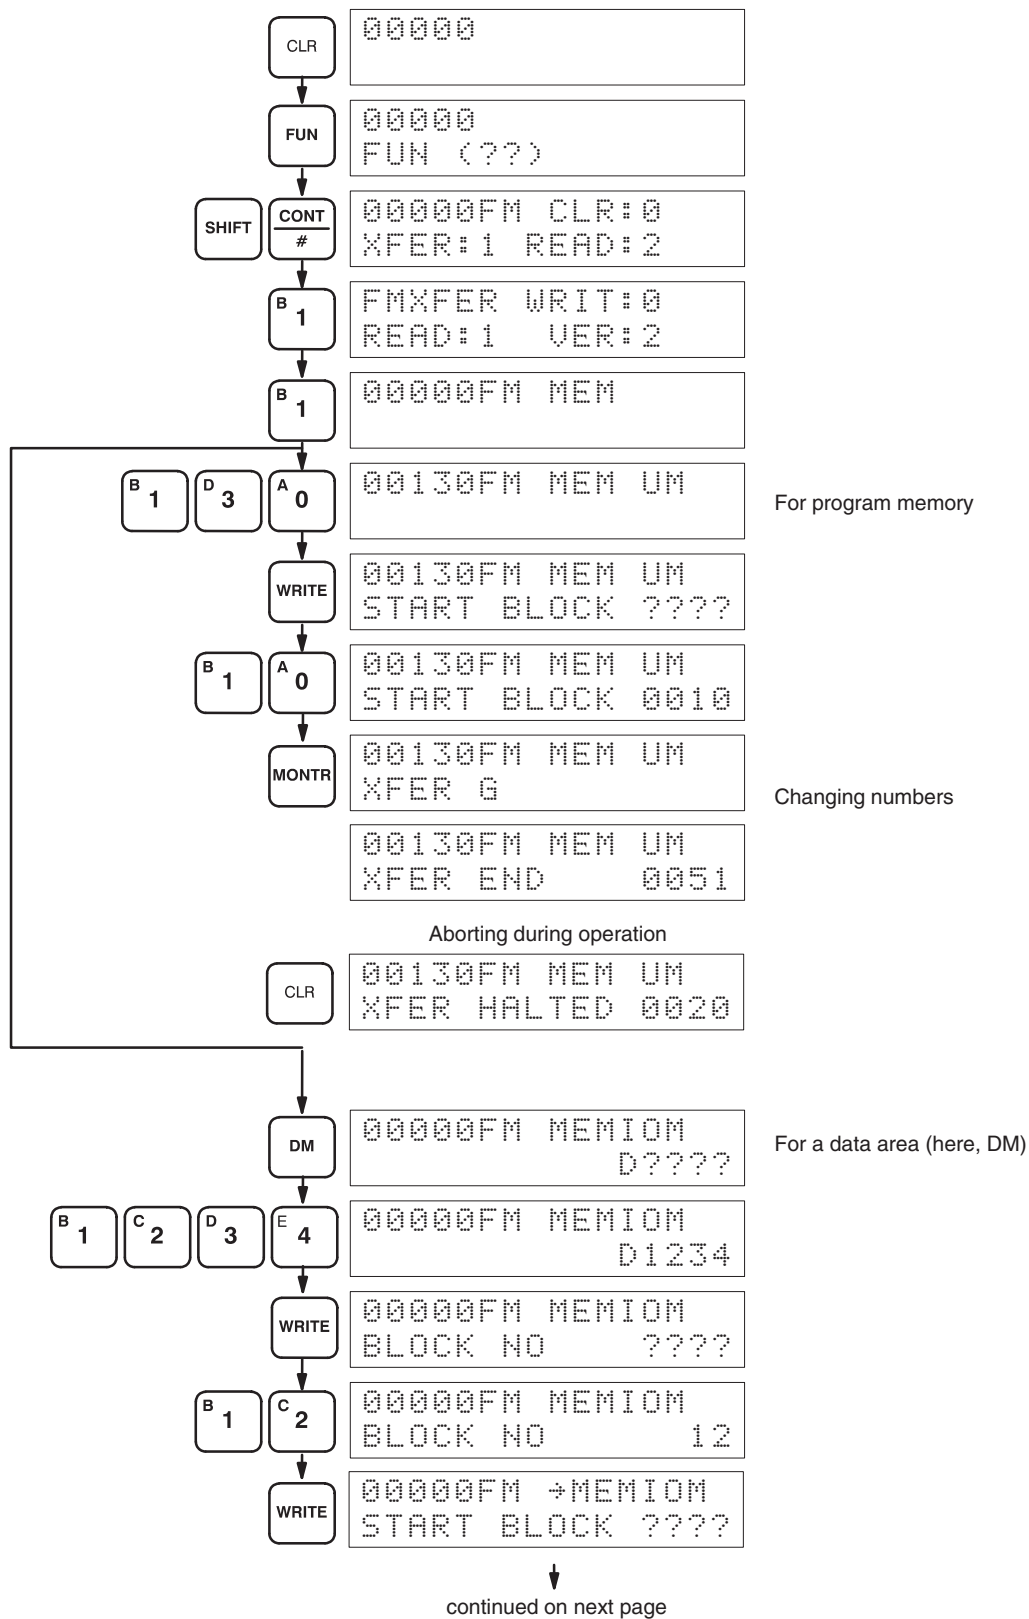 CLR
00000
FUN
00000
FUN (??)
SHIFT CONT
#
00000FM CLR:0
XFER:1 READ:2
B 1
FMXFER WRIT:0
READ:1 VER:2
B 1
00000FM MEM
B 1 D 3 A 0
00130FM MEM UM
For program memory
WRITE
00130FM MEM UM
START BLOCK ????
B 1 A 0
00130FM MEM UM
START BLOCK 0010
MONTR
00130FM MEM UM
XFER G
Changing numbers
00130FM MEM UM
XFER END 0051
Aborting during operation
CLR
00130FM MEM UM
XFER HALTED 0020
DM
00000FM MEMIOM
D????
For a data area (here, DM)
B 1 C 2 D 3 E 4
00000FM MEMIOM
D1234
WRITE
00000FM MEMIOM
BLOCK NO ????
B 1 C 2
00000FM MEMIOM
BLOCK NO 12
WRITE
00000FM →MEMIOM
START BLOCK ????
continued on next page